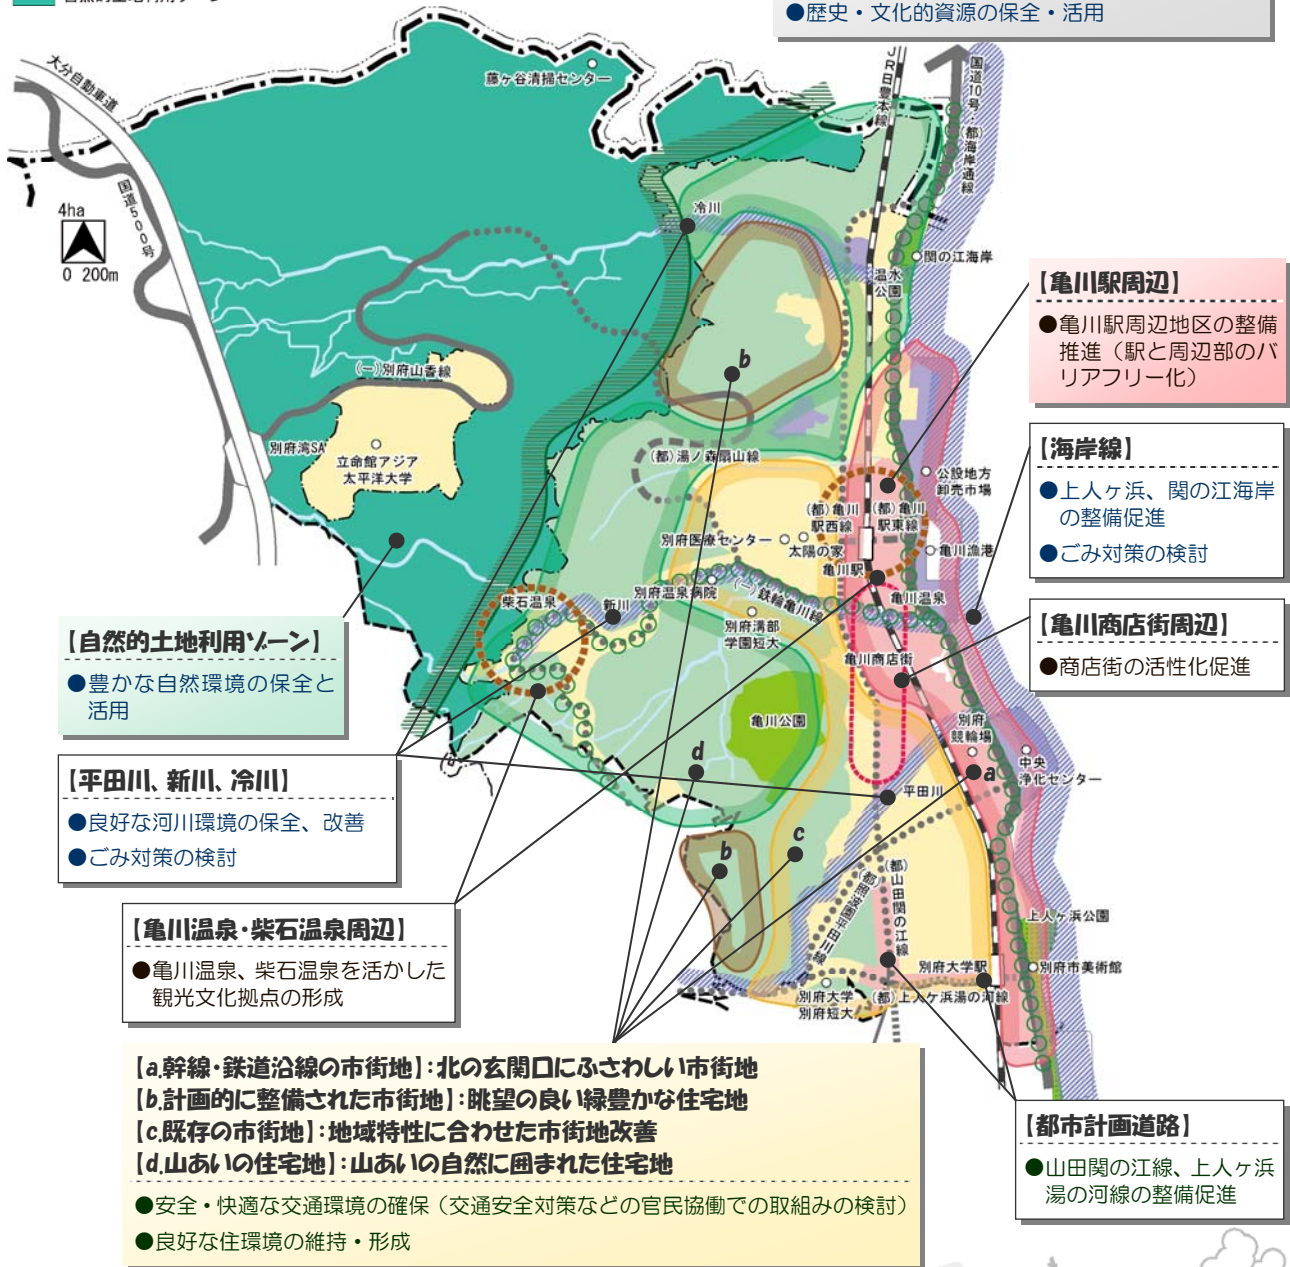 ●歴史・文化的資源の保全・活用
大分自動車道
藤ヶ谷清掃センター
JR日豊本線
国道10号・(都)海岸通線
国道500号
4ha
0 200m
冷川
関の江海岸
温水
公園
【亀川駅周辺】
●亀川駅周辺地区の整備
推進（駅と周辺部のバ
リアフリー化）
b
(一)別府山香線
別府湾SA
立命館アジア
太平洋大学
(都)湯ノ森扇山線
公設地方
卸売市場
【海岸線】
●上人ヶ浜、関の江海岸
の整備促進
●ごみ対策の検討
(都)亀川
駅西線
(都)亀川
駅東線
別府医療センター
太陽の家
亀川漁港
亀川駅
別府温泉病院
(一)鉄輪亀川線
亀川温泉
柴石温泉
新川
別府溝部
学園短大
【亀川商店街周辺】
●商店街の活性化促進
亀川商店街
【自然的土地利用ゾーン】
●豊かな自然環境の保全と
活用
亀川公園
別府
競輪場
中央
浄化センター
d
a
【平田川、新川、冷川】
●良好な河川環境の保全、改善
●ごみ対策の検討
平田川
c
b
(都)山田関の江線
(都)照波園平田川線
【亀川温泉・柴石温泉周辺】
●亀川温泉、柴石温泉を活かした
観光文化拠点の形成
上人ヶ浜公園
別府大学駅
別府市美術館
別府大学
別府短大
(都)上人ケ浜湯の河線
【a.幹線・鉄道沿線の市街地】:北の玄関口にふさわしい市街地
【b.計画的に整備された市街地】:眺望の良い緑豊かな住宅地
【c.既存の市街地】:地域特性に合わせた市街地改善
【d.山あいの住宅地】:山あいの自然に囲まれた住宅地
●安全・快適な交通環境の確保（交通安全対策などの官民協働での取組みの検討）
●良好な住環境の維持・形成
【都市計画道路】
●山田関の江線、上人ヶ浜
湯の河線の整備促進